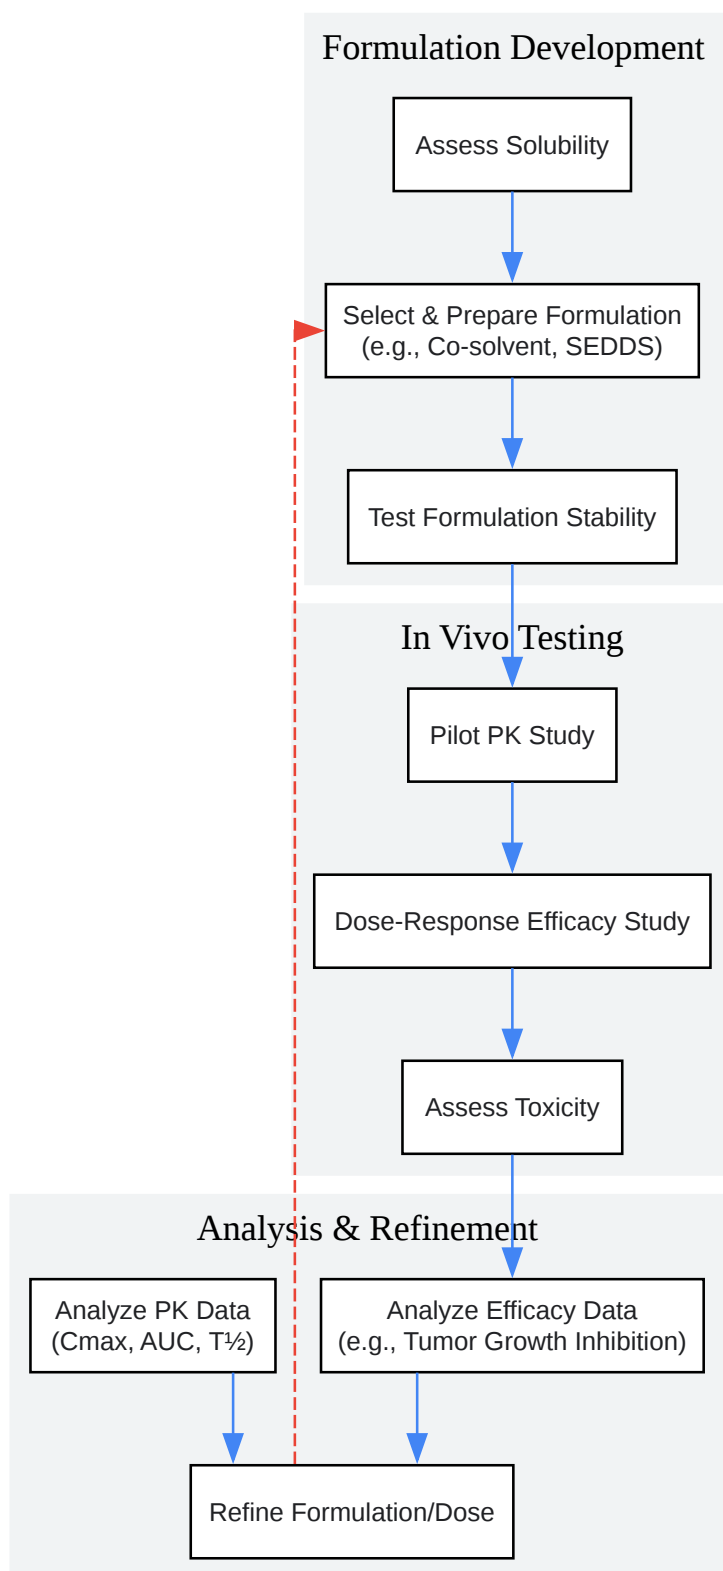 Formulation Development
Assess Solubility
Select & Prepare Formulation
(e.g., Co-solvent, SEDDS)
Test Formulation Stability
In Vivo Testing
Pilot PK Study
Dose-Response Efficacy Study
Assess Toxicity
Analysis & Refinement
Analyze PK Data
(Cmax, AUC, T½)
Analyze Efficacy Data
(e.g., Tumor Growth Inhibition)
Refine Formulation/Dose